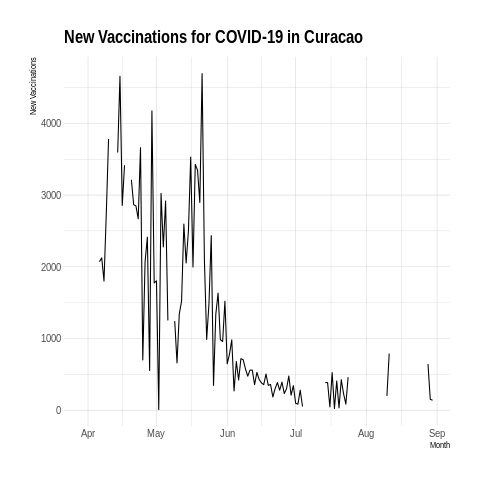 New Vaccinations for COVID-19 in Curacao
New Vaccinations
4000
3000
2000
1000
0
Apr May Jun Jul Aug Sep
Month